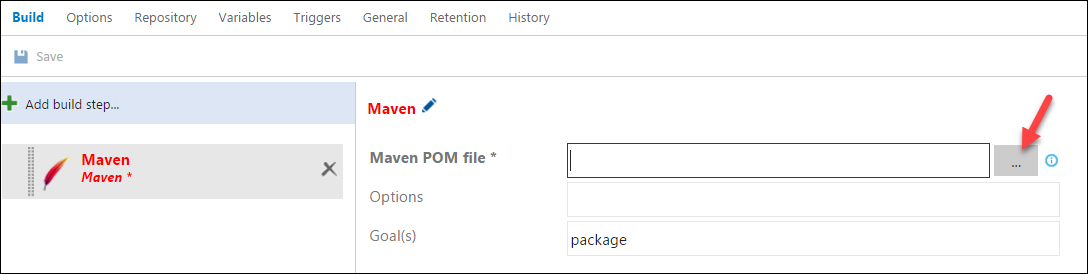 Build Options Repository Variables Triggers General Retention History
Save
Add build step...
Maven
Maven *
Maven
Maven POM file *
...
Options
Goal(s)
package